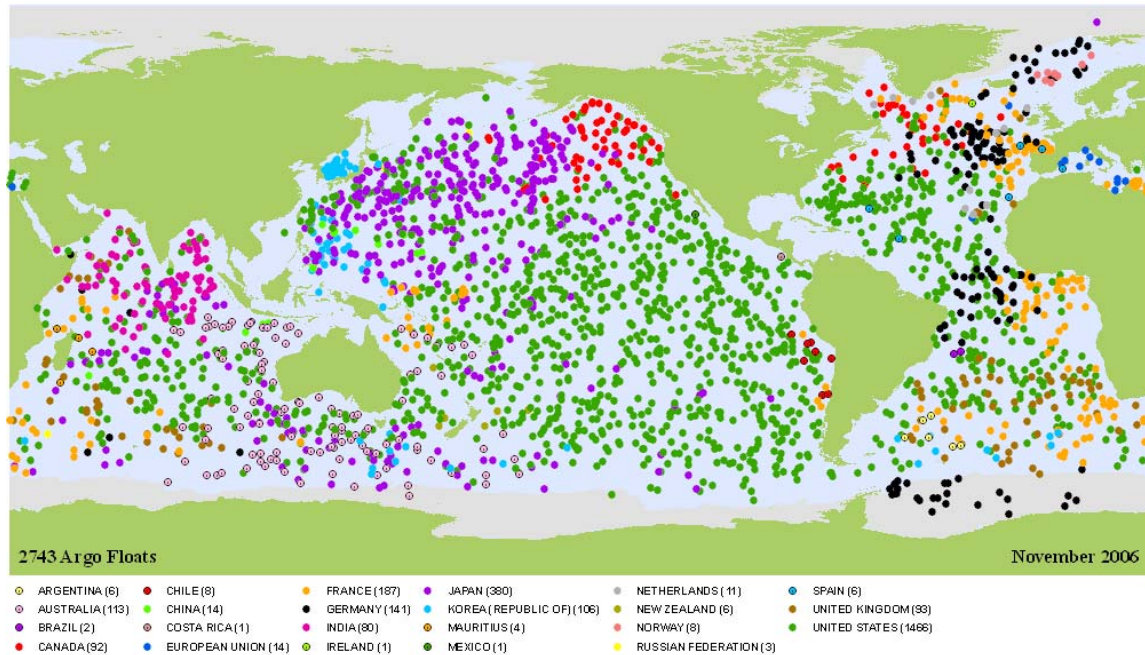 2743 Argo Floats
November 2006
ARGENTINA (6)
AUSTRALIA (113)
BRAZIL (2)
CANADA (92)
CHILE (8)
CHINA (14)
COSTA RICA (1)
EUROPEAN UNION (14)
FRANCE (187)
GERMANY (141)
INDIA (80)
IRELAND (1)
JAPAN (380)
KOREA (REPUBLIC OF) (106)
MAURITIUS (4)
MEXICO (1)
NETHERLANDS (11)
NEW ZEALAND (6)
NORWAY (8)
RUSSIAN FEDERATION (3)
SPAIN (6)
UNITED KINGDOM (93)
UNITED STATES (1466)